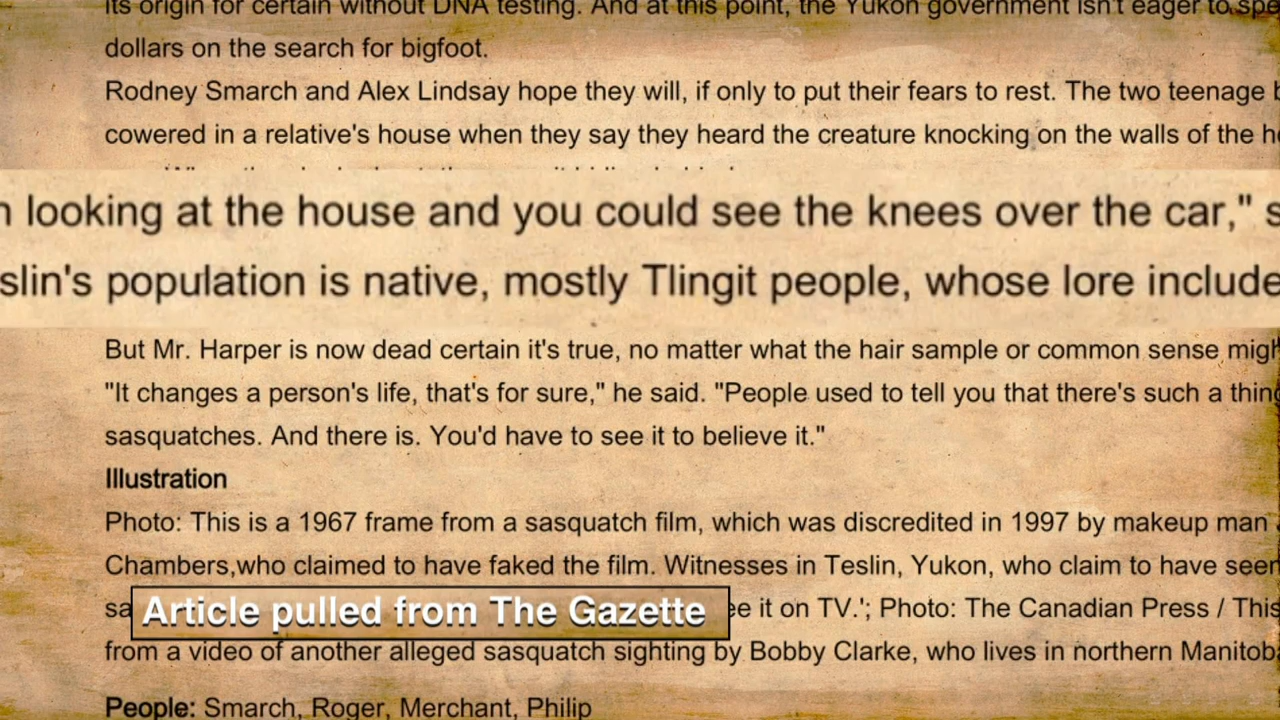 its origin for certain without DNA testing. And at this point, the Yukon government isn't eager to
dollars on the search for bigfoot.
Rodney Smarch and Alex Lindsay hope they will, if only to put their fears to rest. The two teenage
cowered in a relative's house when they say they heard the creature knocking on the walls of the
looking at the house and you could see the knees over the car,"
slin's population is native, mostly Tlingit people, whose lore include
But Mr. Harper is now dead certain it's true, no matter what the hair sample or common sense
"It changes a person's life, that's for sure," he said. "People used to tell you that there's such a
sasquatches. And there is. You'd have to see it to believe it."
Illustration
Photo: This is a 1967 frame from a sasquatch film, which was discredited in 1997 by makeup man
Chambers,who claimed to have faked the film. Witnesses in Teslin, Yukon, who claim to have seen
it on TV.'; Photo: The Canadian Press / This
Article pulled from The Gazette
from a video of another alleged sasquatch sighting by Bobby Clarke, who lives in northern
People: Smarch, Roger, Merchant, Philip